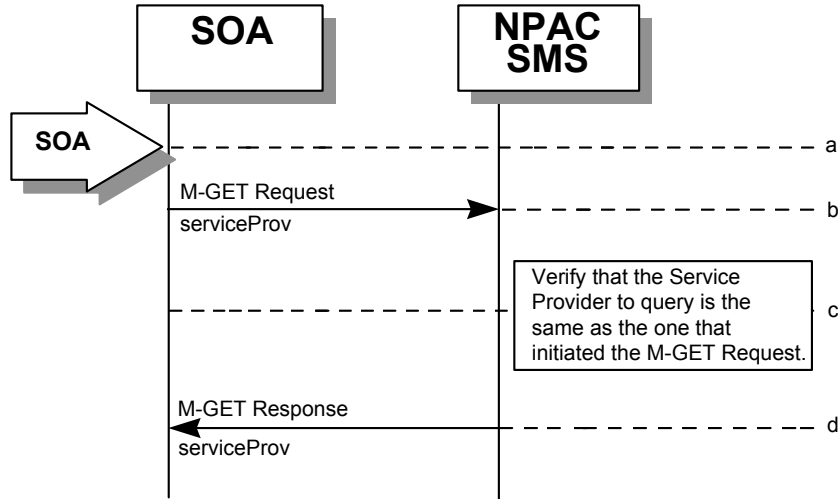 SOA
NPAC
SMS
SOA
a
M-GET Request
serviceProv
b
Verify that the Service
Provider to query is the
same as the one that
initiated the M-GET Request.
c
M-GET Response
serviceProv
d